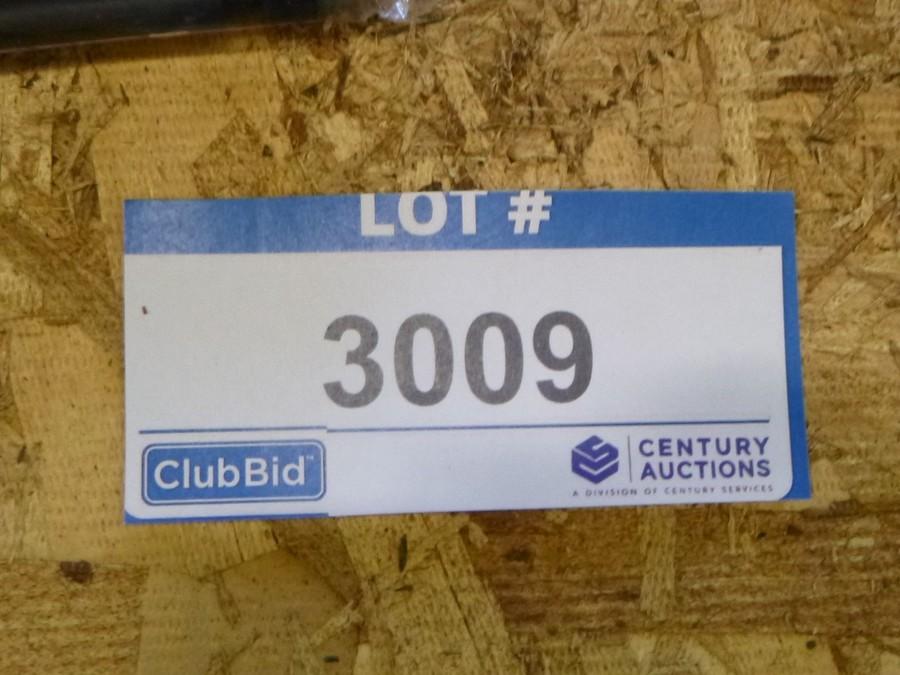 LOT #
3009
ClubBid™
CENTURY
AUCTIONS
A DIVISION OF CENTURY SERVICES